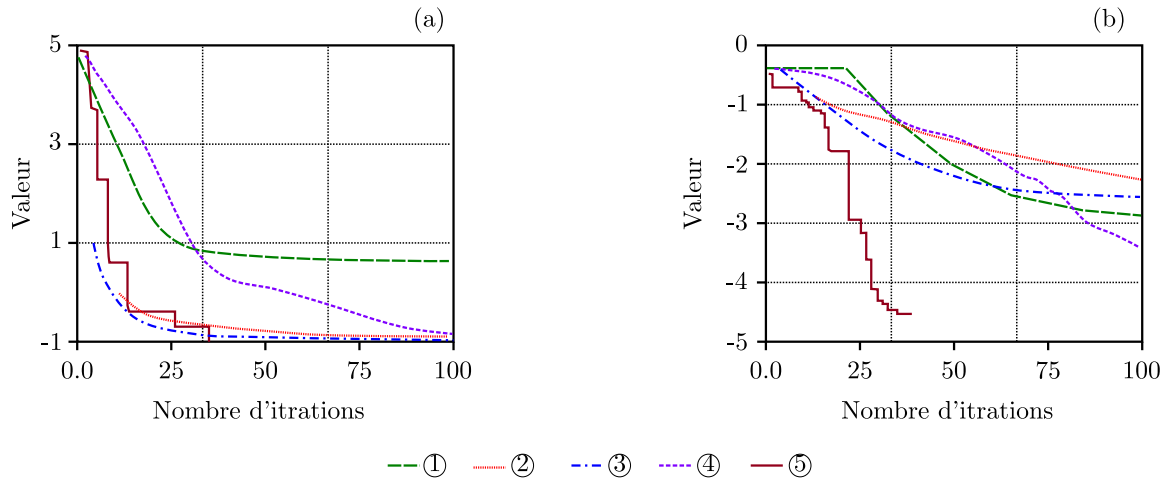 (a)
5
3
1
-1
Valeur
0.0 25 50 75 100
Nombre d'itrations
(b)
0
-1
-2
-3
-4
-5
Valeur
0.0 25 50 75 100
Nombre d'itrations
① ② ③ ④ ⑤